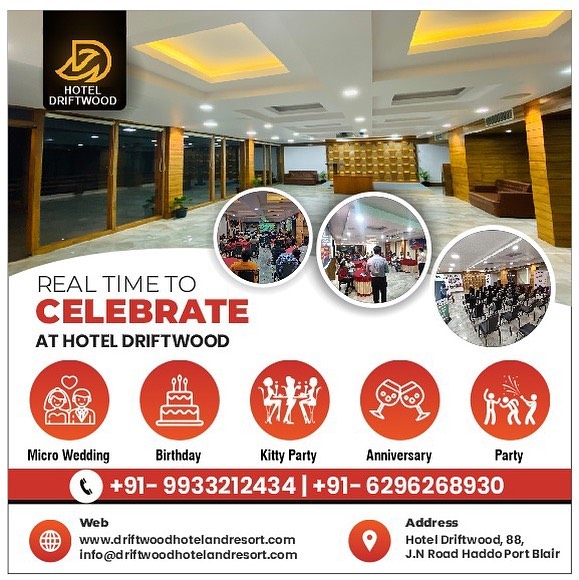 HOTEL
DRIFTWOOD
REAL TIME TO
CELEBRATE
AT HOTEL DRIFTWOOD
Micro Wedding
Birthday
Kitty Party
Anniversary
Party
+91- 9933212434 | +91- 6296268930
Web
www.driftwoodhotelandresort.com
info@driftwoodhotelandresort.com
Address
Hotel Driftwood, 88,
J.N Road Haddo Port Blair